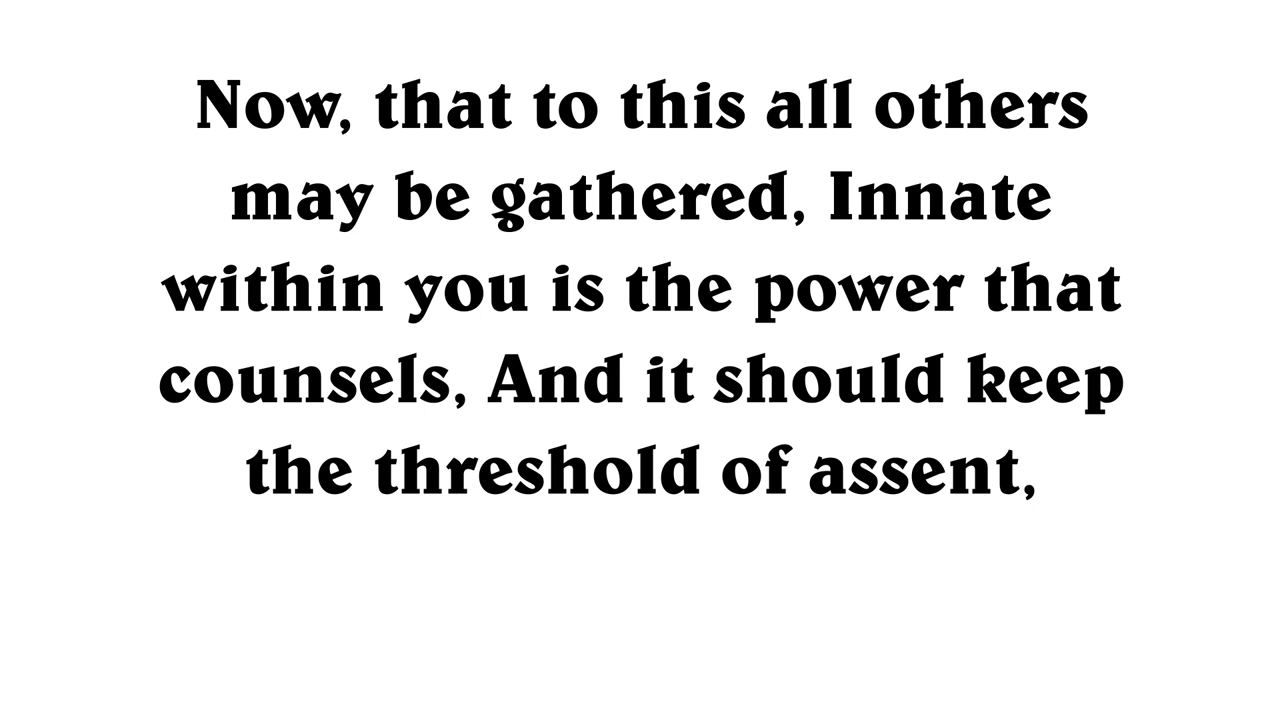 Now, that to this all others
may be gathered, Innate
within you is the power that
counsels, And it should keep
the threshold of assent,